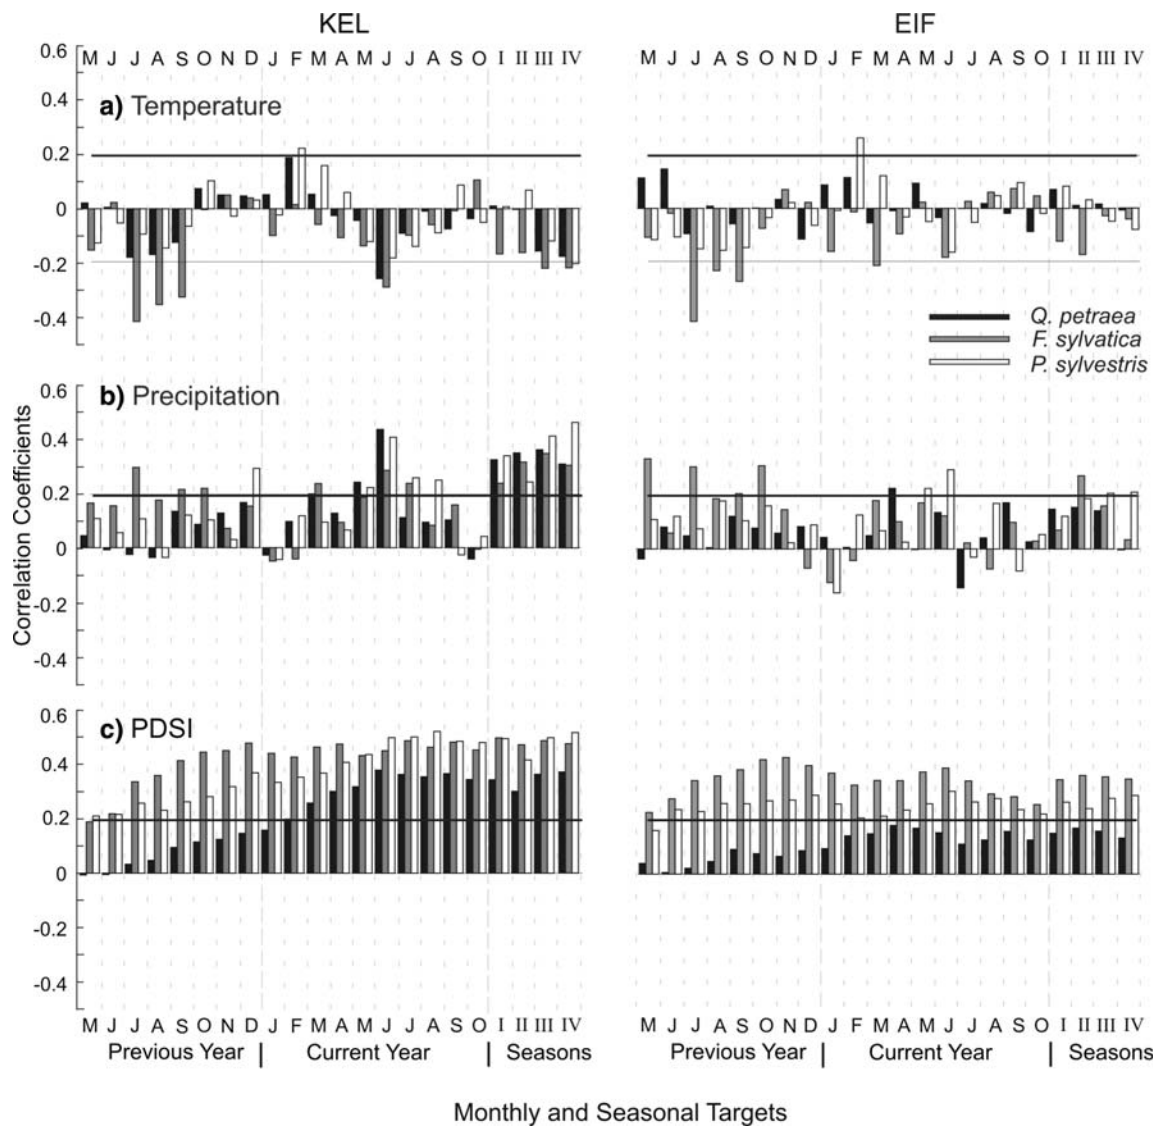 KEL EIF
0.6 M J J A S O N D J F M A M J J A S O I II III IV M J J A S O N D J F M A M J J A S O I II III IV
0.4
a) Temperature
0.2
0
-0.2
-0.4
Q. petraea
F. sylvatica
P. sylvestris
0.6
b) Precipitation
0.4
0.2
0
-0.2
-0.4
Correlation Coefficients
0.6
c) PDSI
0.4
0.2
0
-0.2
-0.4
M J J A S O N D J F M A M J J A S O I II III IV M J J A S O N D J F M A M J J A S O I II III IV
Previous Year | Current Year | Seasons Previous Year | Current Year | Seasons
Monthly and Seasonal Targets